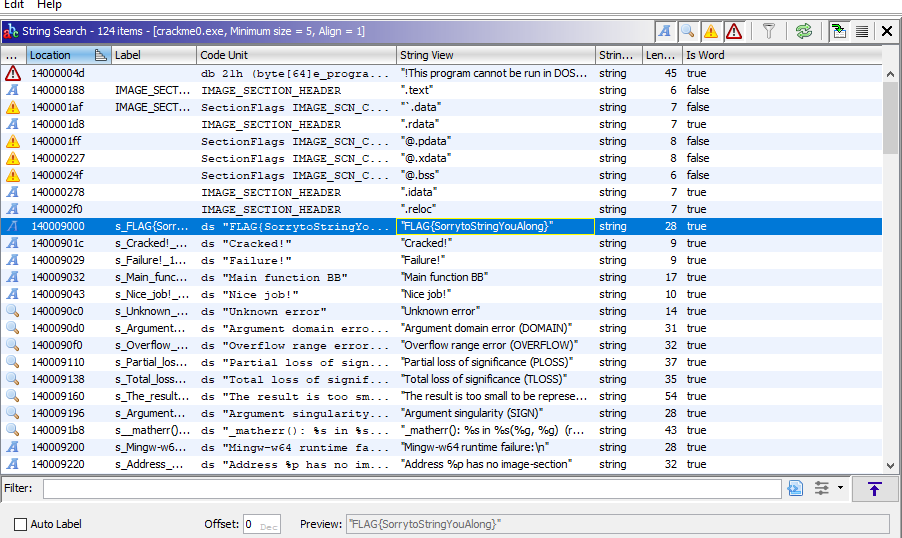 Edit Help
String Search - 124 items - [crackme0.exe, Minimum size = 5, Align = 1]
... Location Label Code Unit String View Strin... Len... Is Word
14000004d db 21h (byte[64]e_progra... "!This program cannot be run in DOS... string 45 true
140000188 IMAGE_SECT... IMAGE_SECTION_HEADER ".text" string 6 false
1400001af IMAGE_SECT... SectionFlags IMAGE_SCN_C... "`.data" string 7 false
1400001d8 IMAGE_SECTION_HEADER ".rdata" string 7 true
1400001ff SectionFlags IMAGE_SCN_C... "@.pdata" string 8 false
140000227 SectionFlags IMAGE_SCN_C... "@.xdata" string 8 false
14000024f SectionFlags IMAGE_SCN_C... "@.bss" string 6 false
140000278 IMAGE_SECTION_HEADER ".idata" string 7 true
1400002f0 IMAGE_SECTION_HEADER ".reloc" string 7 true
140009000 s_FLAG{Sorr... ds "FLAG{SorrytoStringYo... "FLAG{SorrytoStringYouAlong}" string 28 true
14000901c s_Cracked!_... ds "Cracked!" "Cracked!" string 9 true
140009029 s_Failure!_1... ds "Failure!" "Failure!" string 9 true
140009032 s_Main_func... ds "Main function BB" "Main function BB" string 17 true
140009043 s_Nice_job!_... ds "Nice job!" "Nice job!" string 10 true
1400090c0 s_Unknown_... ds "Unknown error" "Unknown error" string 14 true
1400090d0 s_Argument... ds "Argument domain erro... "Argument domain error (DOMAIN)" string 31 true
1400090f0 s_Overflow_... ds "Overflow range error... "Overflow range error (OVERFLOW)" string 32 true
140009110 s_Partial_los... ds "Partial loss of sign... "Partial loss of significance (PLOSS)" string 37 true
140009138 s_Total_loss... ds "Total loss of signif... "Total loss of significance (TLOSS)" string 35 true
140009160 s_The_result... ds "The result is too sm... "The result is too small to be represe... string 54 true
140009196 s_Argument... ds "Argument singularity... "Argument singularity (SIGN)" string 28 true
1400091b8 s__matherr()... ds "_matherr(): %s in %s... "_matherr(): %s in %s(%g, %g)  (r... string 43 true
140009200 s_Mingw-w6... ds "Mingw-w64 runtime fa... "Mingw-w64 runtime failure:\n" string 28 true
140009220 s_Address_... ds "Address %p has no im... "Address %p has no image-section" string 32 true
Filter:
Auto Label Offset: 0 Dec Preview: "FLAG{SorrytoStringYouAlong}"